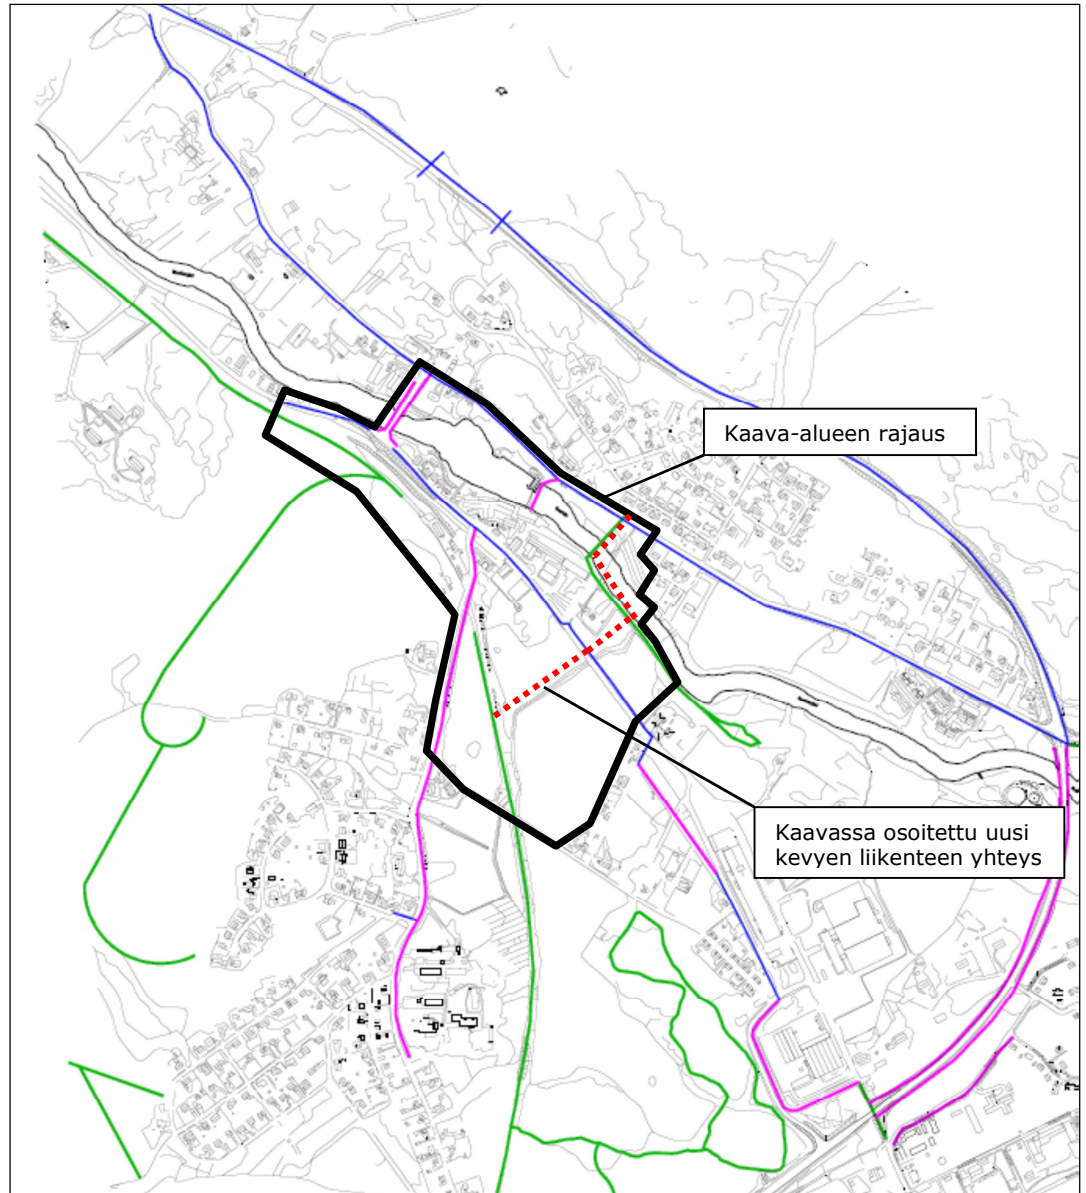 Kaava-alueen rajaus
Kaavassa osoitettu uusi
kevyen liikenteen yhteys